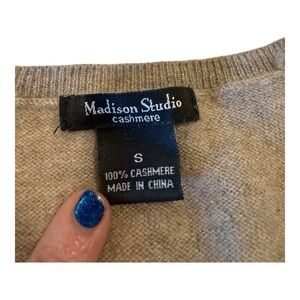 Madison Studio
cashmere
S
100% CASHMERE
MADE IN CHINA